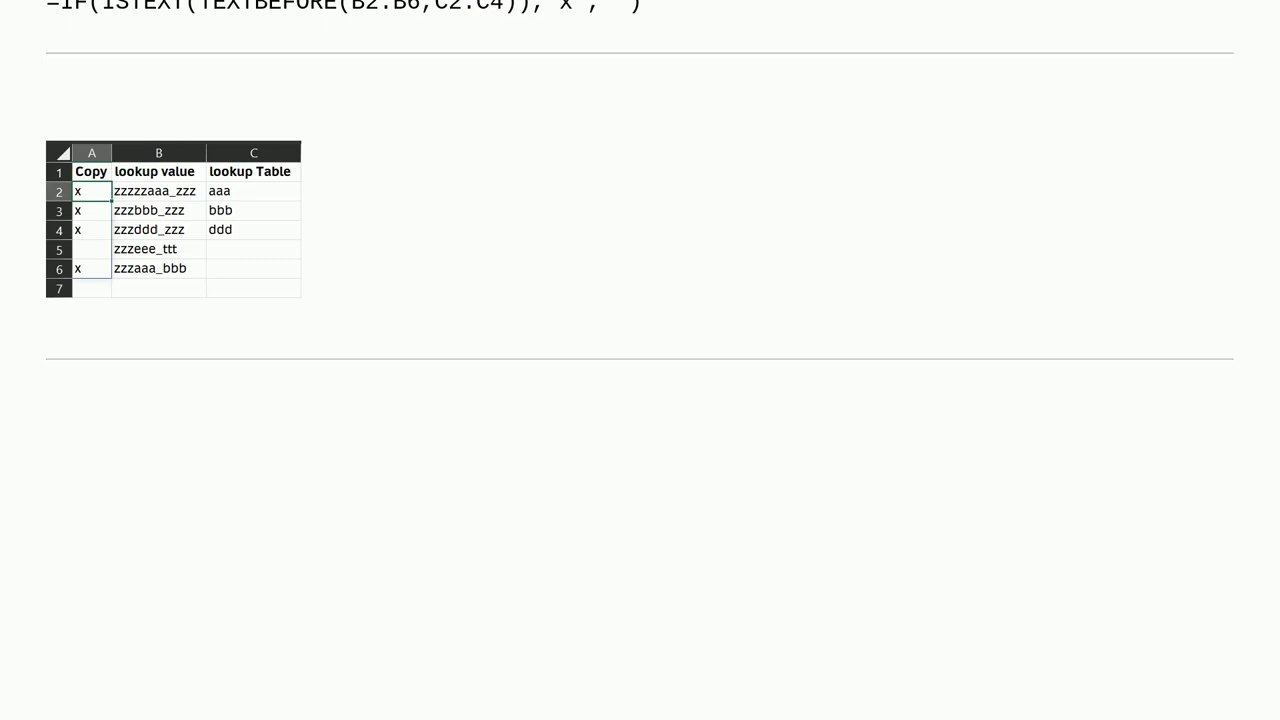 =IF(ISTEXT(TEXTBEFORE(B2:B6,C2:C4)),"x","")
A B C
1 Copy lookup value lookup Table
2 x zzzzzaaa_zzz aaa
3 x zzzbbb_zzz bbb
4 x zzzddd_zzz ddd
5 zzzeee_ttt
6 x zzzaaa_bbb
7